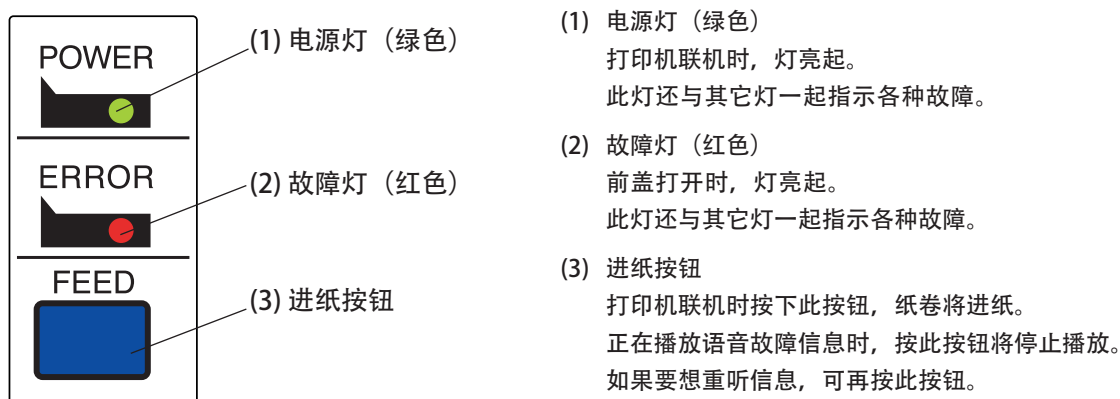 POWER
(1) 电源灯（绿色）
ERROR
(2) 故障灯（红色）
FEED
(3) 进纸按钮
(1) 电源灯（绿色）
打印机联机时，灯亮起。
此灯还与其它灯一起指示各种故障。
(2) 故障灯（红色）
前盖打开时，灯亮起。
此灯还与其它灯一起指示各种故障。
(3) 进纸按钮
打印机联机时按下此按钮，纸卷将进纸。
正在播放语音故障信息时，按此按钮将停止播放。
如果要想重听信息，可再按此按钮。